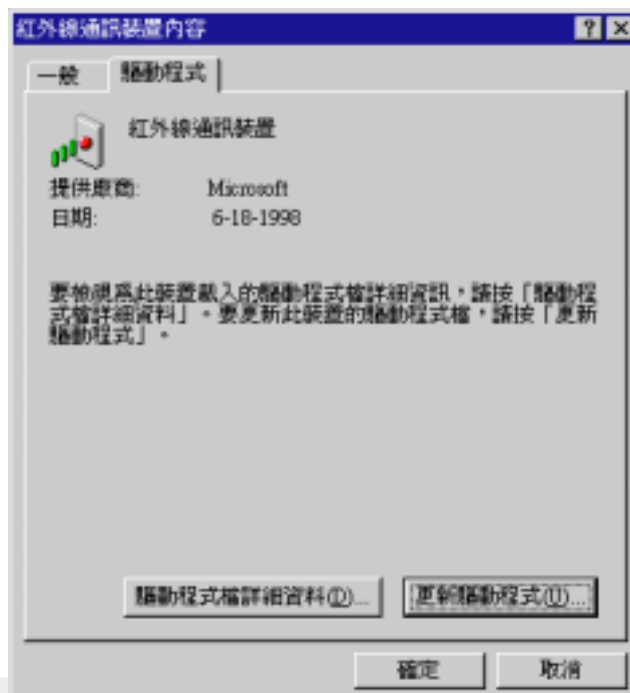 紅外線通訊裝置內容
一般 驅動程式
紅外線通訊裝置
提供廠商: Microsoft
日期: 6-18-1998
要檢視為此裝置載入的驅動程式檔詳細資訊，請按「驅動程
式檔詳細資料」。要更新此裝置的驅動程式檔，請按「更新
驅動程式」。
驅動程式檔詳細資料(D)... 更新驅動程式(U)...
確定 取消